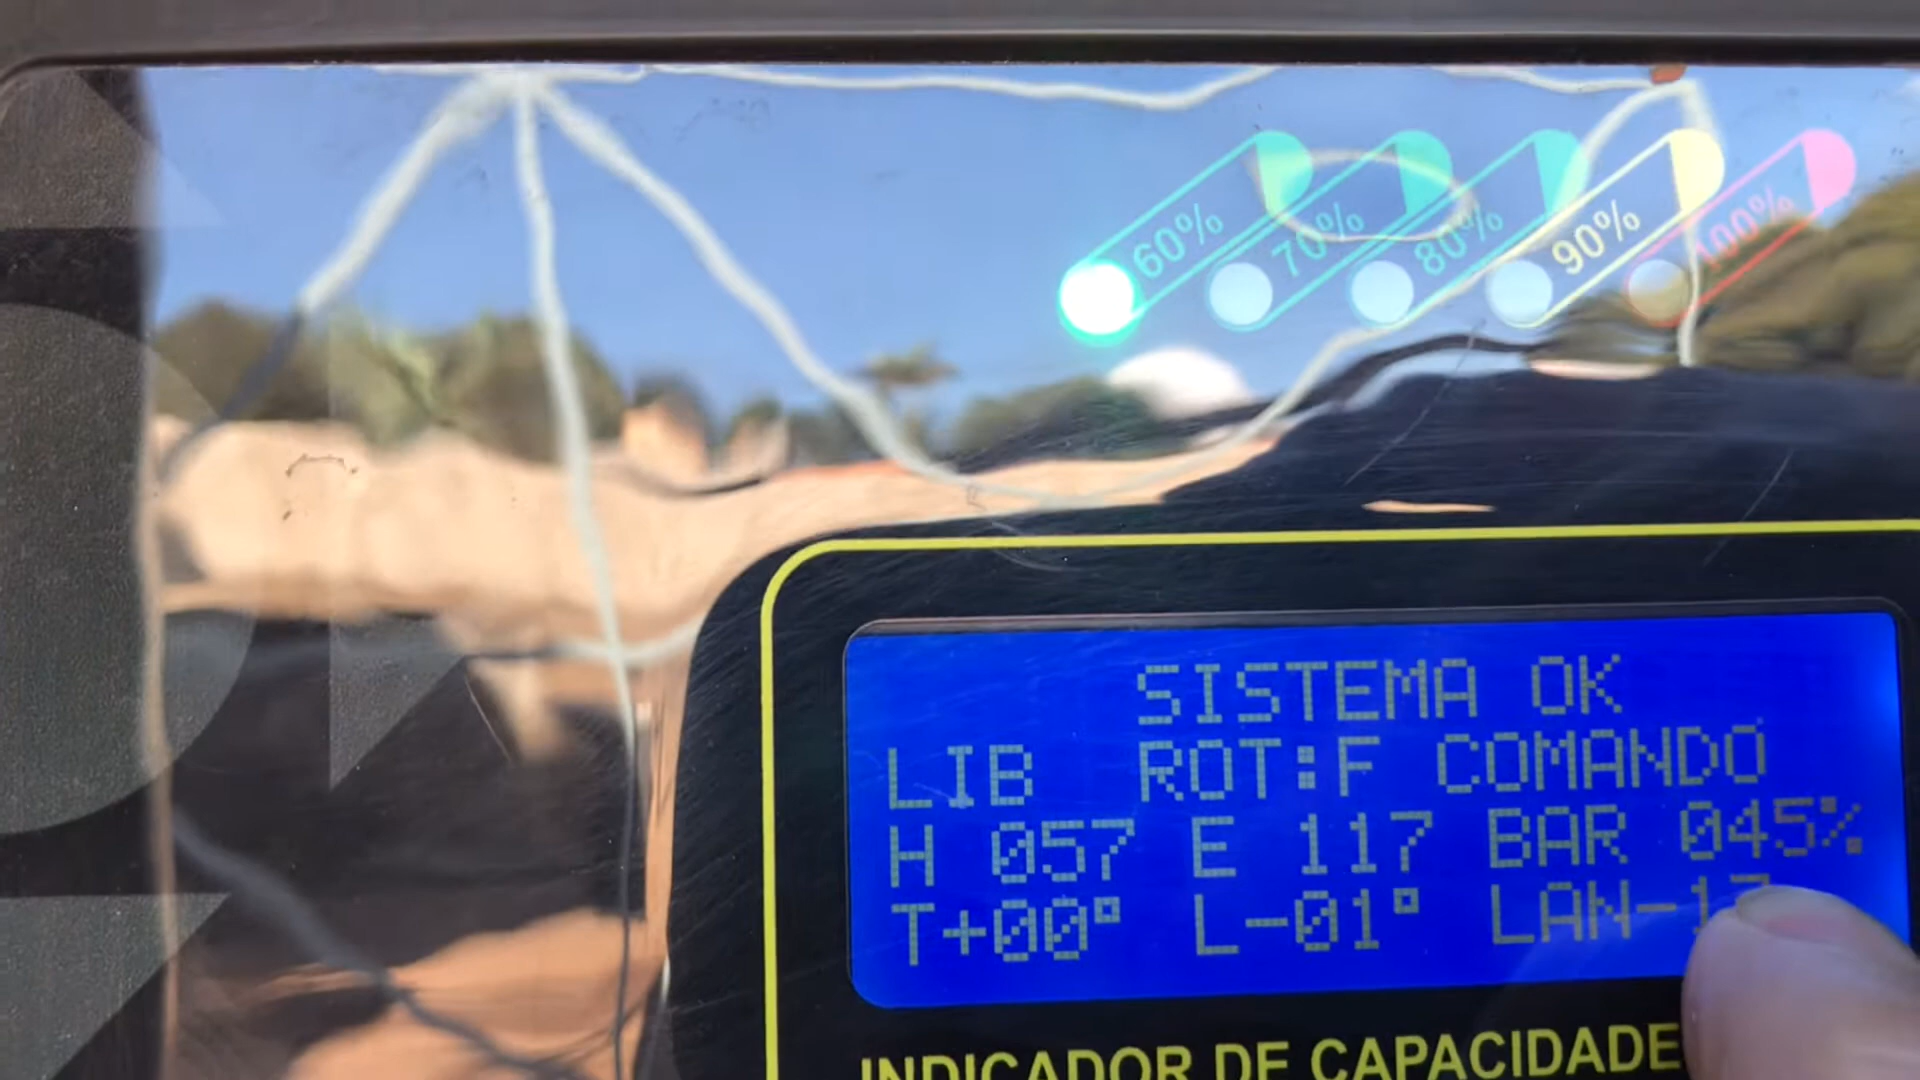 60% 70% 80% 90% 100%
SISTEMA OK
LIB ROT:F COMANDO
H 057 E 117 BAR 045%
T+00° L-01° LAN-17
INDICADOR DE CAPACIDADE